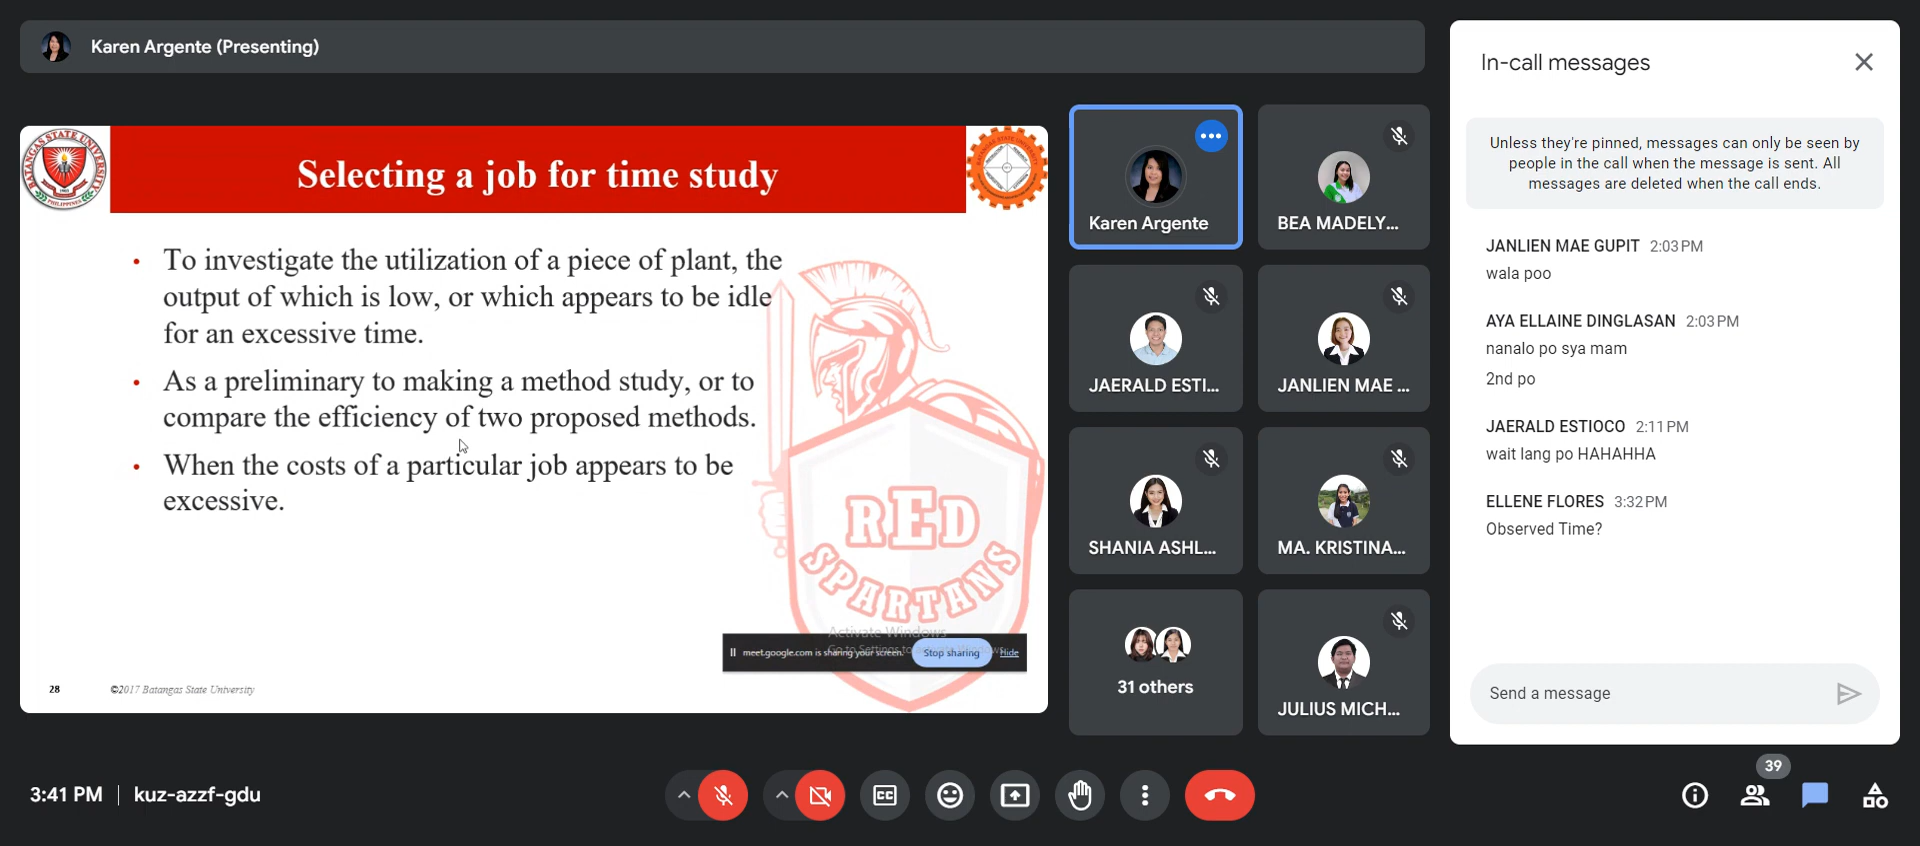 Karen Argente (Presenting)
BATANGAS STATE UNIVERSITY
PHILIPPINES
Selecting a job for time study
• To investigate the utilization of a piece of plant, the
output of which is low, or which appears to be idle
for an excessive time.
• As a preliminary to making a method study, or to
compare the efficiency of two proposed methods.
• When the costs of a particular job appears to be
excessive.
RED
SPARTANS
Activate Windows
meet.google.com is sharing your screen.
Stop sharing
Hide
28
©2017 Batangas State University
Karen Argente
BEA MADELY...
JAERALD ESTI...
JANLIEN MAE ...
SHANIA ASHL...
MA. KRISTINA...
31 others
JULIUS MICH...
In-call messages
Unless they're pinned, messages can only be seen by
people in the call when the message is sent. All
messages are deleted when the call ends.
JANLIEN MAE GUPIT 2:03 PM
wala poo
AYA ELLAINE DINGLASAN 2:03 PM
nanalo po sya mam
2nd po
JAERALD ESTIOCO 2:11 PM
wait lang po HAHAHHA
ELLENE FLORES 3:32 PM
Observed Time?
Send a message
3:41 PM | kuz-azzf-gdu
39